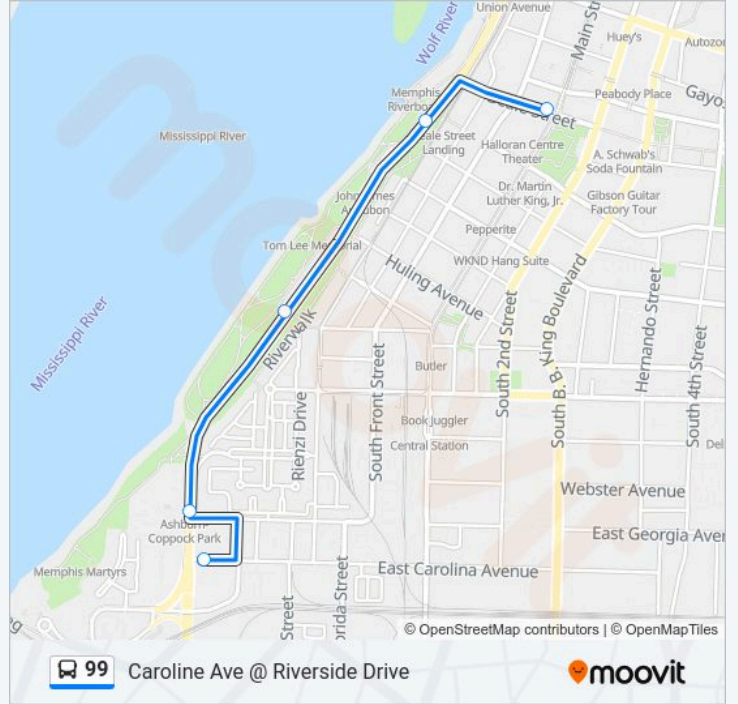 Union Avenue
Main St
Wolf River
Huey's
Autozon
Memphis
Riverboa
Peabody Place
Gayos
Beale Street
eale Street
Landing
Halloran Centre
Theater
A. Schwab's
Soda Fountain
Mississippi River
Dr. Martin
Luther King, Jr.
Gibson Guitar
Factory Tour
John James
Audubon
Pepperite
Tom Lee Memorial
WKND Hang Suite
Huling Avenue
Mississippi River
Riverwalk
South 2nd Street
South B. B. King Boulevard
Hernando Street
South 4th Street
Butler
South Front Street
Rienzi Drive
Book Juggler
Central Station
Del
Webster Avenue
Ashburn-
Coppock Park
East Georgia Aven
Memphis Martyrs
East Carolina Avenue
Street
orida Street
© OpenStreetMap contributors | © OpenMapTiles
99
Caroline Ave @ Riverside Drive
moovit